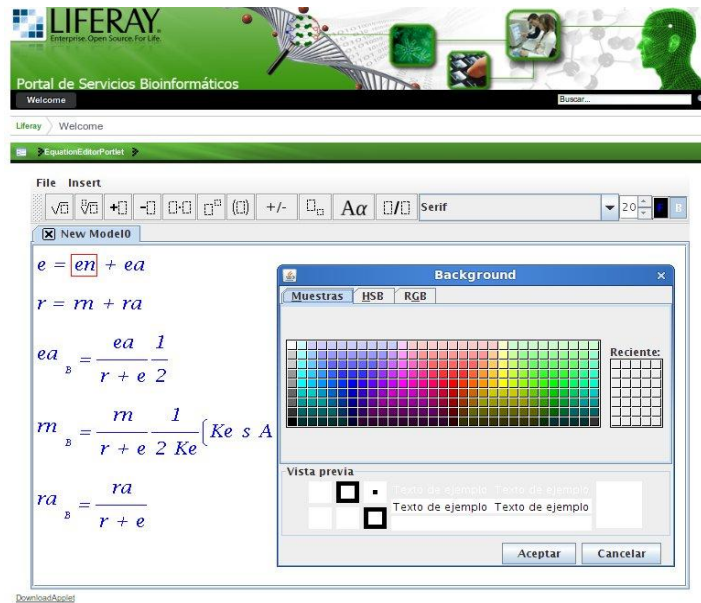 LIFERAY.
Enterprise. Open Source. For Life.
Portal de Servicios Bioinformáticos
Welcome
Buscar...
Liferay Welcome
EquationEditorPortlet
File Insert
√ ∛ +▯ -▯ ▯·▯ (▯) +/- Aα ▯/▯ Serif 20 F B
New Model0
e = en + ea
r = rn + ra
ea B = ea / r + e 1 / 2
rn B = rn / r + e 1 / 2 Ke ( Ke s A
ra B = ra / r + e
Background
Muestras HSB RGB
Reciente:
Vista previa
Texto de ejemplo Texto de ejemplo
Texto de ejemplo Texto de ejemplo
Aceptar Cancelar
DownloadApplet